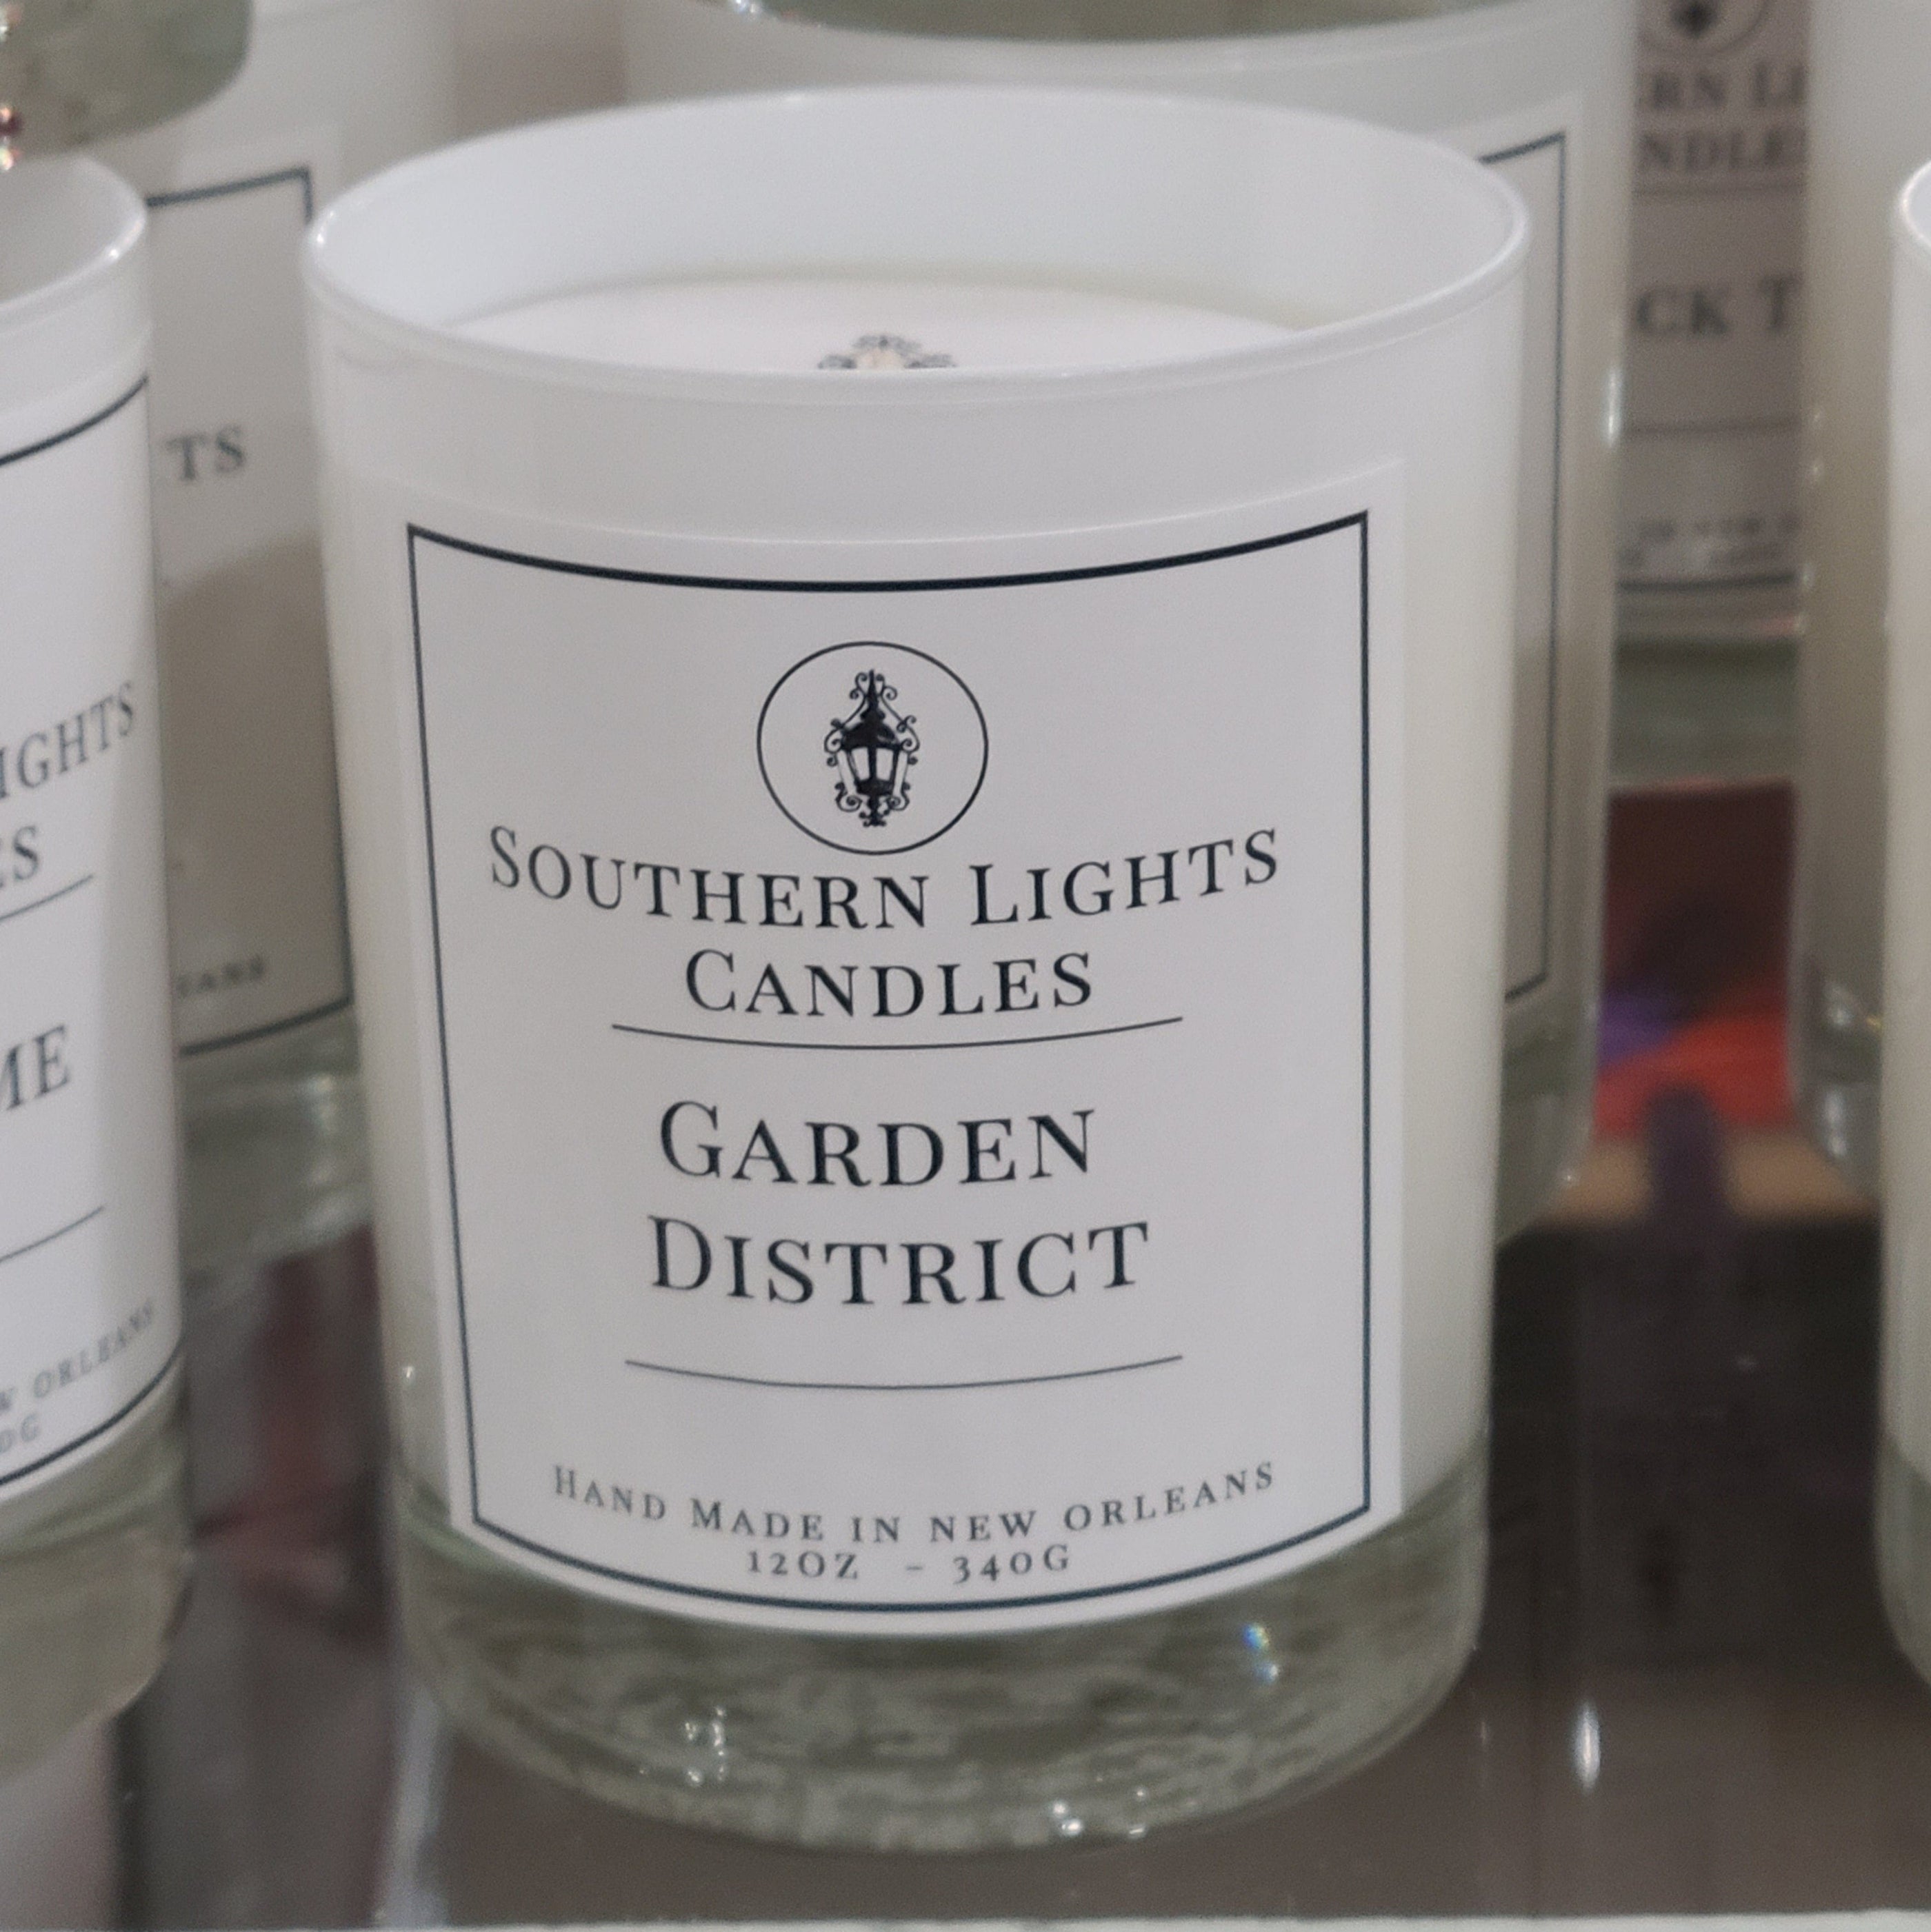 Southern Lights
Candles
Garden
District
Hand Made in New Orleans
12oz - 340g